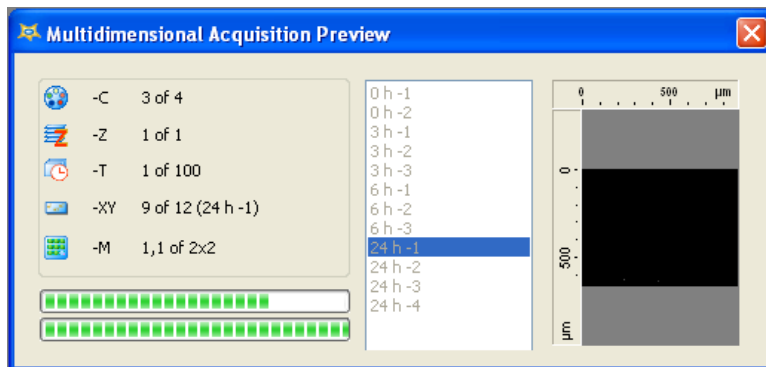 Multidimensional Acquisition Preview
-C 3 of 4
-Z 1 of 1
-T 1 of 100
-XY 9 of 12 (24 h -1)
-M 1,1 of 2x2
0 h -1
0 h -2
3 h -1
3 h -2
3 h -3
6 h -1
6 h -2
6 h -3
24 h -1
24 h -2
24 h -3
24 h -4
0 500 µm
0
500
µm